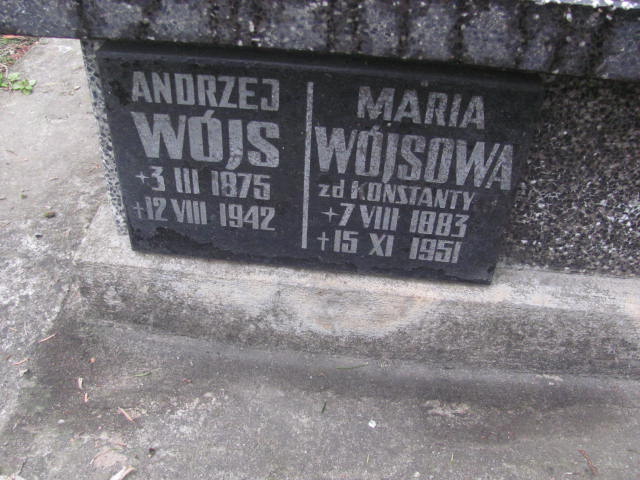 ANDRZEJ
WÓJS
+3 III 1875
+12 VIII 1942
MARIA
WÓJSOWA
zd KONSTANTY
+7 VIII 1883
+15 XI 1951